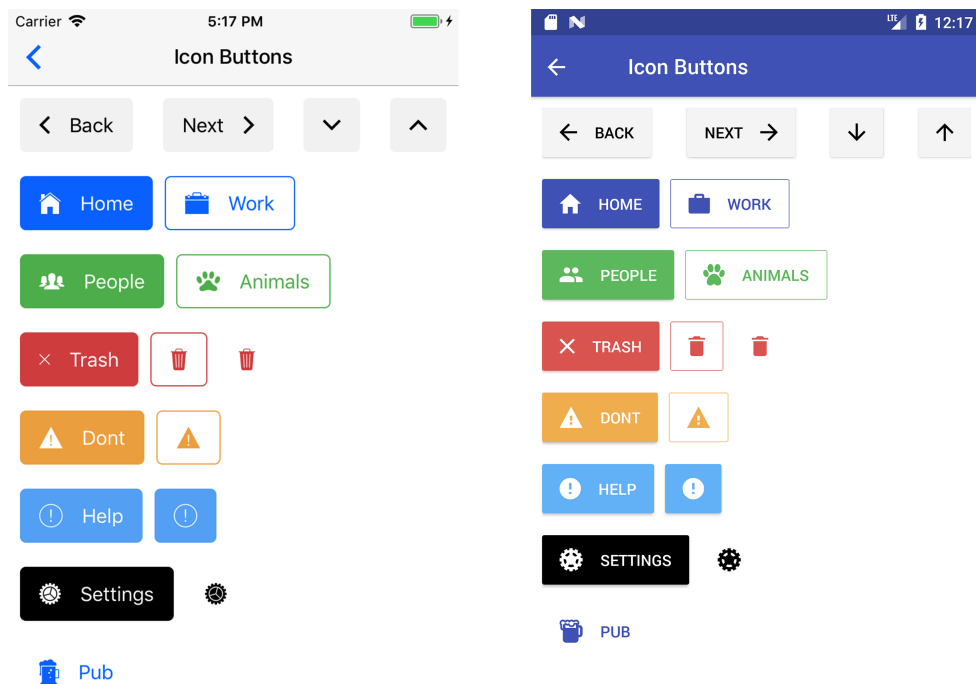 Carrier 5:17 PM
Icon Buttons
Back Next
Home Work
People Animals
Trash
Dont
Help
Settings
Pub
LTE 12:17
Icon Buttons
BACK NEXT
HOME WORK
PEOPLE ANIMALS
TRASH
DONT
HELP
SETTINGS
PUB